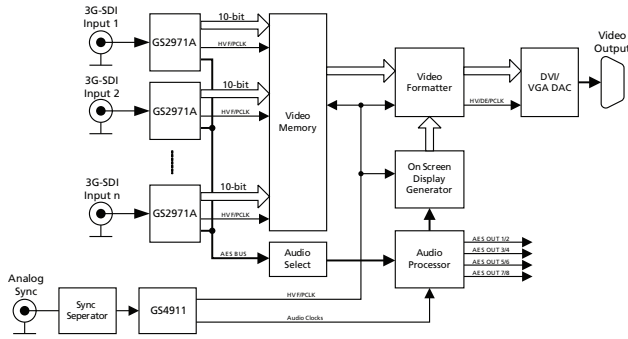 3G-SDI
Input 1
GS2971A
10-bit
HVF/PCLK
3G-SDI
Input 2
GS2971A
10-bit
HVF/PCLK
3G-SDI
Input n
GS2971A
10-bit
HVF/PCLK
Video
Memory
Video
Formatter
HV/DE/PCLK
DVI/
VGA DAC
Video
Output
On Screen
Display
Generator
AES BUS
Audio
Select
Audio
Processor
AES OUT 1/2
AES OUT 3/4
AES OUT 5/6
AES OUT 7/8
Analog
Sync
Sync
Seperator
GS4911
HVF/PCLK
Audio Clocks